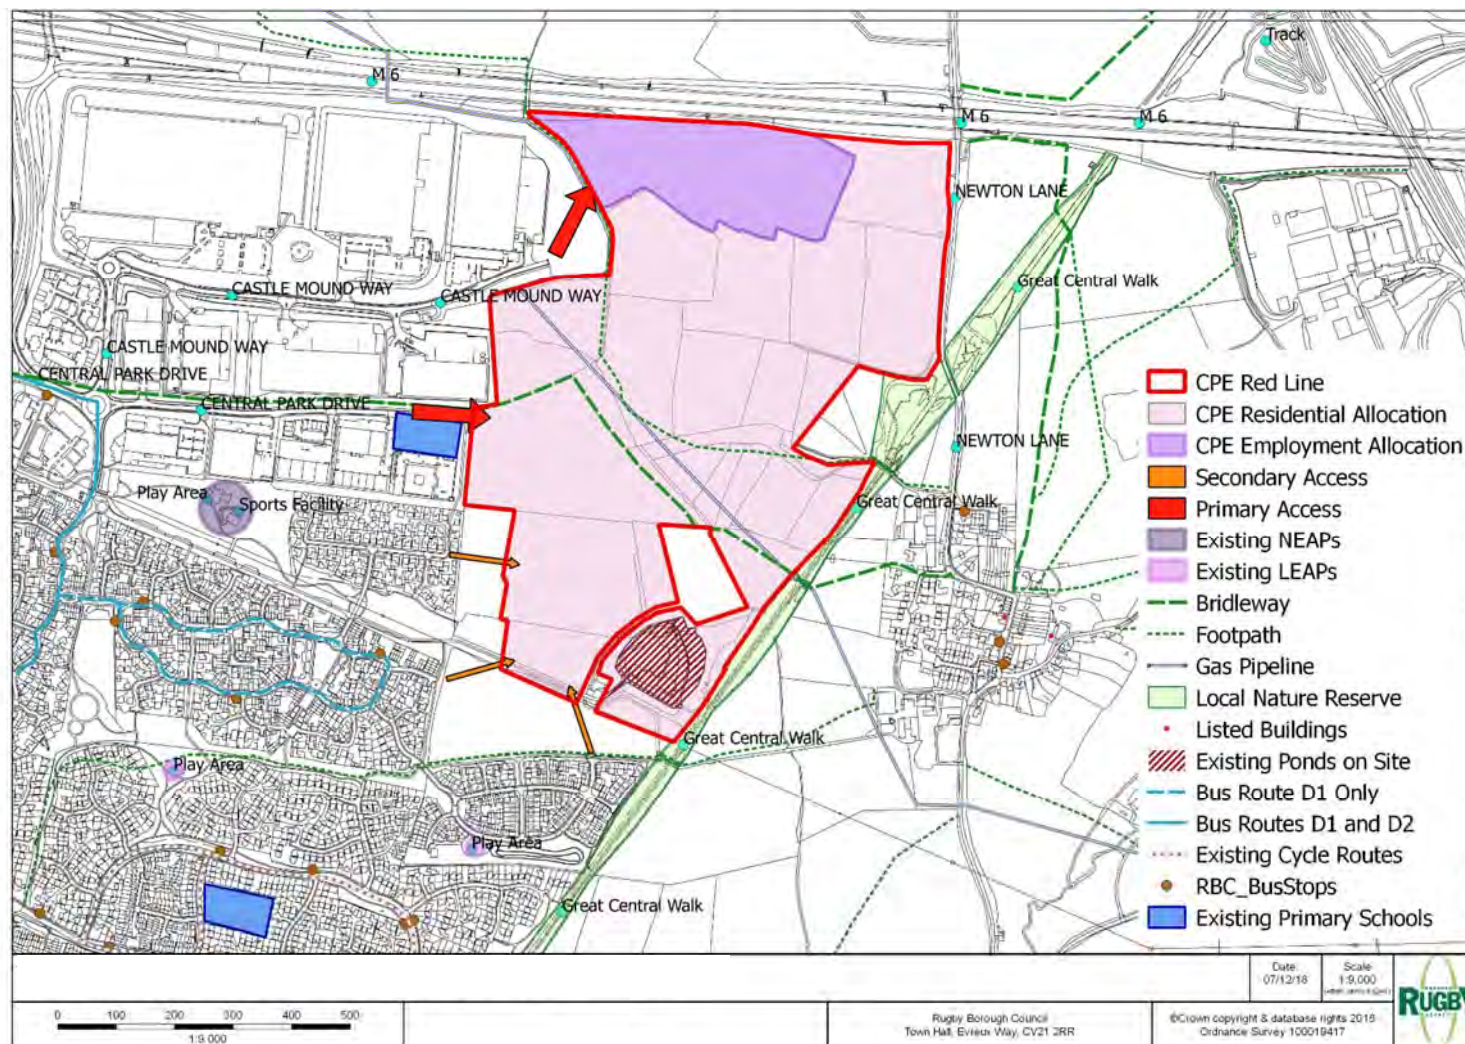 Track
M 6
M 6
M 6
NEWTON LANE
Great Central Walk
CASTLE MOUND WAY
CASTLE MOUND WAY
CASTLE MOUND WAY
CENTRAL PARK DRIVE
CENTRAL PARK DRIVE
NEWTON LANE
Play Area
Sports Facility
Great Central Walk
Great Central Walk
Play Area
Play Area
Great Central Walk
CPE Red Line
CPE Residential Allocation
CPE Employment Allocation
Secondary Access
Primary Access
Existing NEAPs
Existing LEAPs
Bridleway
Footpath
Gas Pipeline
Local Nature Reserve
Listed Buildings
Existing Ponds on Site
Bus Route D1 Only
Bus Routes D1 and D2
Existing Cycle Routes
RBC_BusStops
Existing Primary Schools
0 100 200 300 400 500
1:9,000
Rugby Borough Council
Town Hall, Evreux Way, CV21 2RR
Date:
07/12/18
Scale
1:9,000
©Crown copyright & database rights 2018
Ordnance Survey 100019417
RUGBY